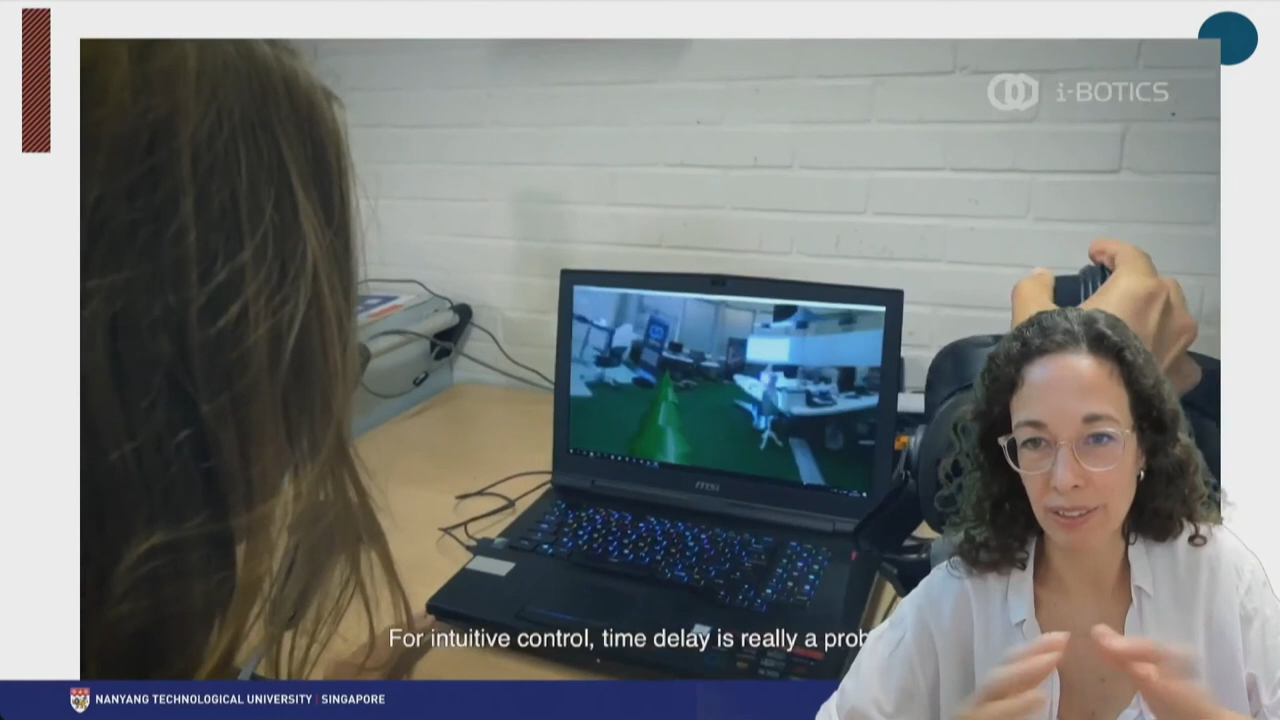 i-BOTICS
msi
For intuitive control, time delay is really a prob
NANYANG TECHNOLOGICAL UNIVERSITY | SINGAPORE